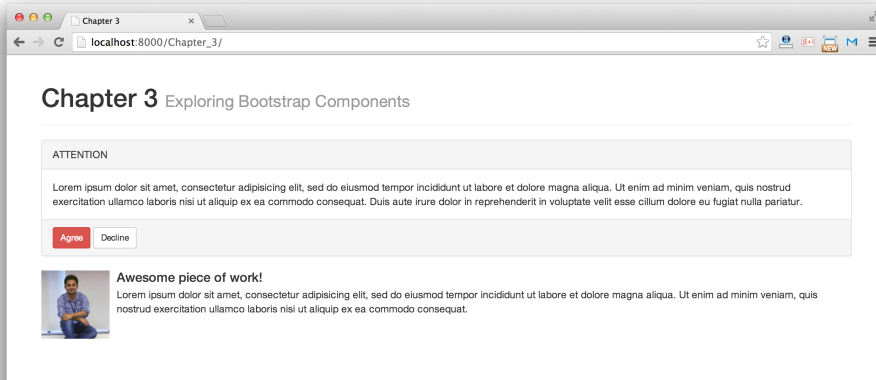 Chapter 3
localhost:8000/Chapter_3/
NEW
Chapter 3 Exploring Bootstrap Components
ATTENTION
Lorem ipsum dolor sit amet, consectetur adipisicing elit, sed do eiusmod tempor incididunt ut labore et dolore magna aliqua. Ut enim ad minim veniam, quis nostrud
exercitation ullamco laboris nisi ut aliquip ex ea commodo consequat. Duis aute irure dolor in reprehenderit in voluptate velit esse cillum dolore eu fugiat nulla pariatur.
Agree Decline
Awesome piece of work!
Lorem ipsum dolor sit amet, consectetur adipisicing elit, sed do eiusmod tempor incididunt ut labore et dolore magna aliqua. Ut enim ad minim veniam, quis
nostrud exercitation ullamco laboris nisi ut aliquip ex ea commodo consequat.